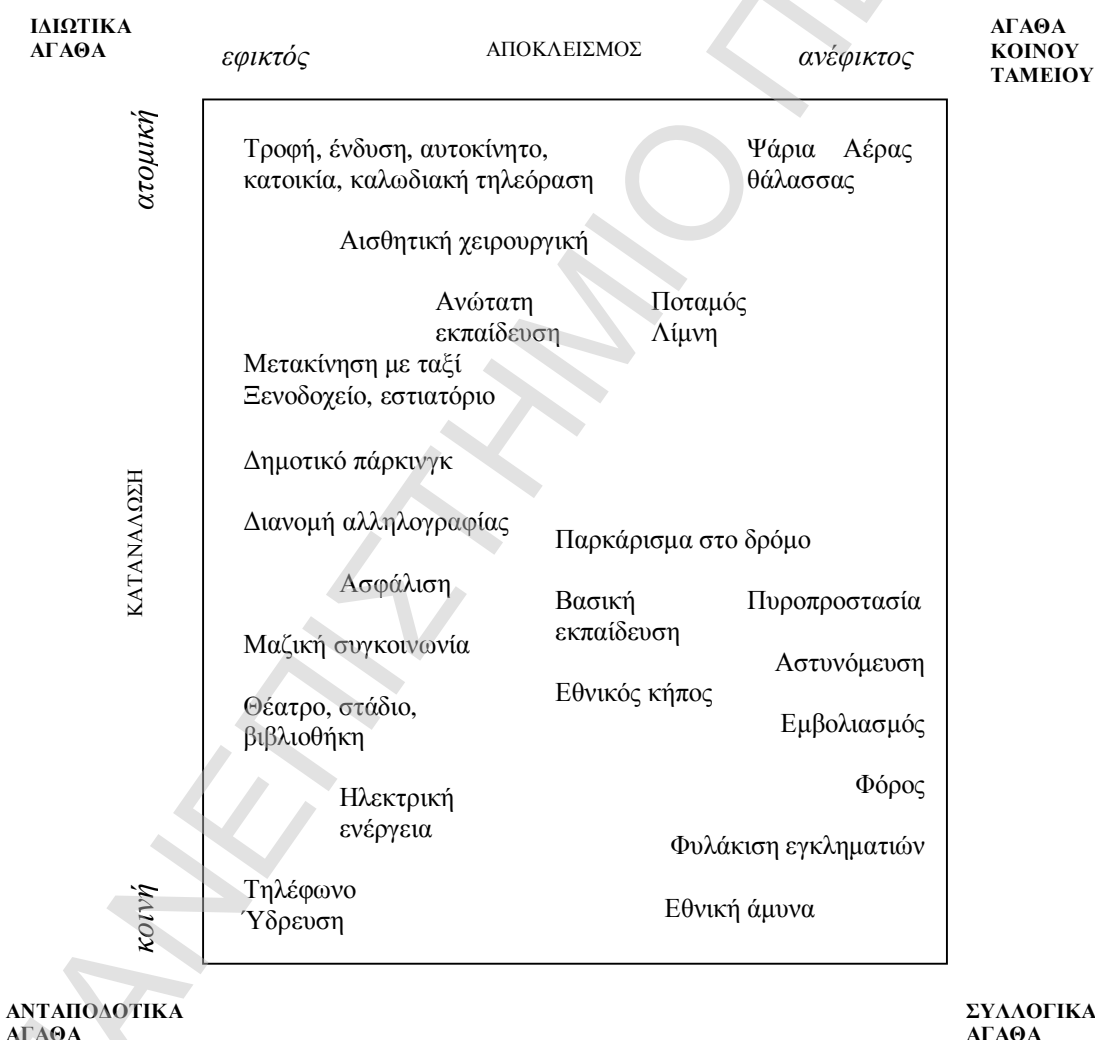 ΙΔΙΩΤΙΚΑ
ΑΓΑΘΑ
εφικτός
ΑΠΟΚΛΕΙΣΜΟΣ
ανέφικτος
ΑΓΑΘΑ
ΚΟΙΝΟΥ
ΤΑΜΕΙΟΥ
ατομική
Τροφή, ένδυση, αυτοκίνητο,
κατοικία, καλωδιακή τηλεόραση
Ψάρια Αέρας
θάλασσας
Αισθητική χειρουργική
Ανώτατη
εκπαίδευση
Ποταμός
Λίμνη
Μετακίνηση με ταξί
Ξενοδοχείο, εστιατόριο
Δημοτικό πάρκινγκ
ΚΑΤΑΝΑΛΩΣΗ
Διανομή αλληλογραφίας
Παρκάρισμα στο δρόμο
Ασφάλιση
Βασική
εκπαίδευση
Πυροπροστασία
Μαζική συγκοινωνία
Αστυνόμευση
Εθνικός κήπος
Θέατρο, στάδιο,
βιβλιοθήκη
Εμβολιασμός
Φόρος
Ηλεκτρική
ενέργεια
Φυλάκιση εγκληματιών
κοινή
Τηλέφωνο
Ύδρευση
Εθνική άμυνα
ΑΝΤΑΠΟΔΟΤΙΚΑ
ΑΓΑΘΑ
ΣΥΛΛΟΓΙΚΑ
ΑΓΑΘΑ
ΠΑΝΕΠΙΣΤΗΜΙΟ